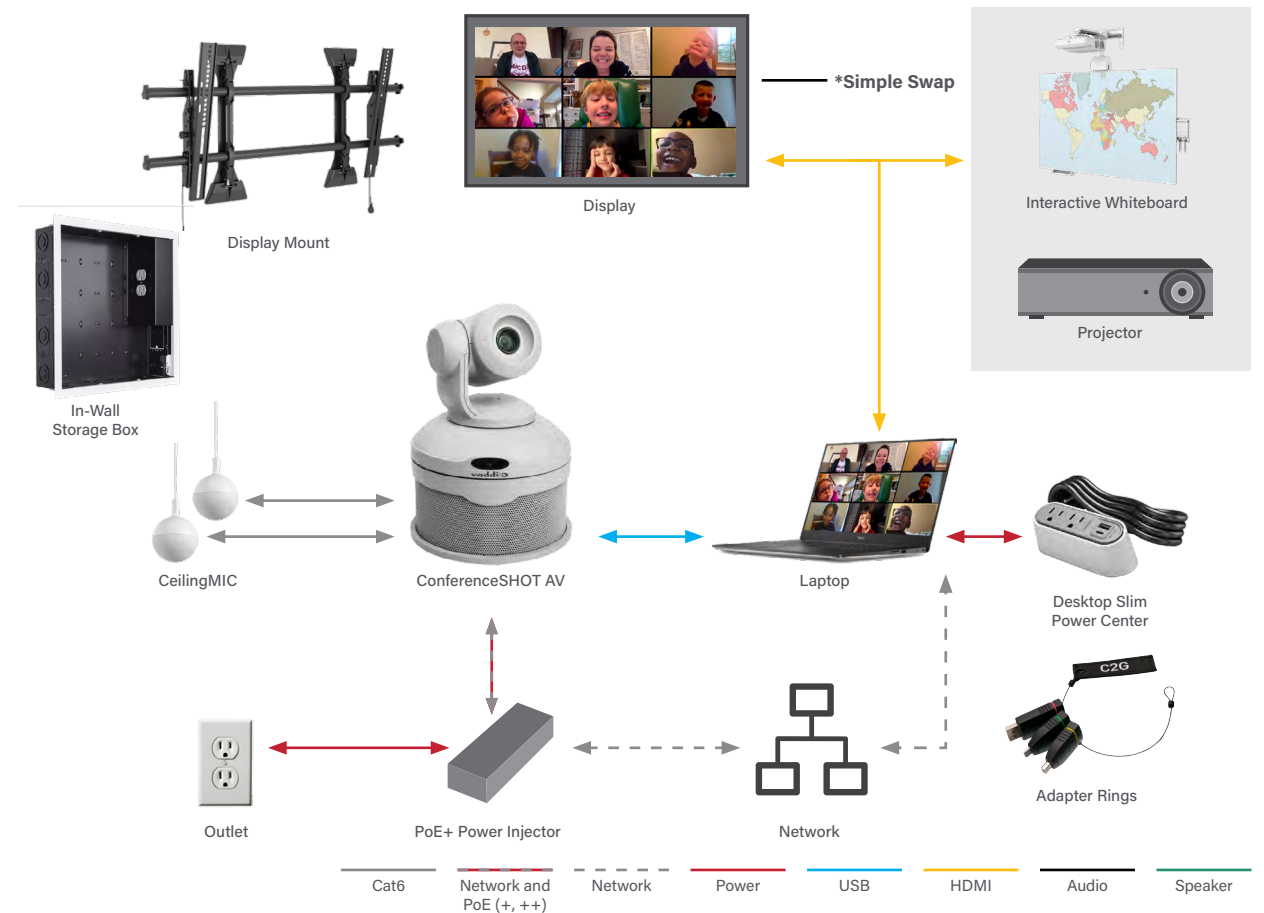 *Simple Swap
Display
Interactive Whiteboard
Display Mount
Projector
In-Wall
Storage Box
vaddio
CeilingMIC
ConferenceSHOT AV
Laptop
Desktop Slim
Power Center
C2G
Adapter Rings
Outlet
PoE+ Power Injector
Network
Cat6
Network and
PoE (+, ++)
Network
Power
USB
HDMI
Audio
Speaker